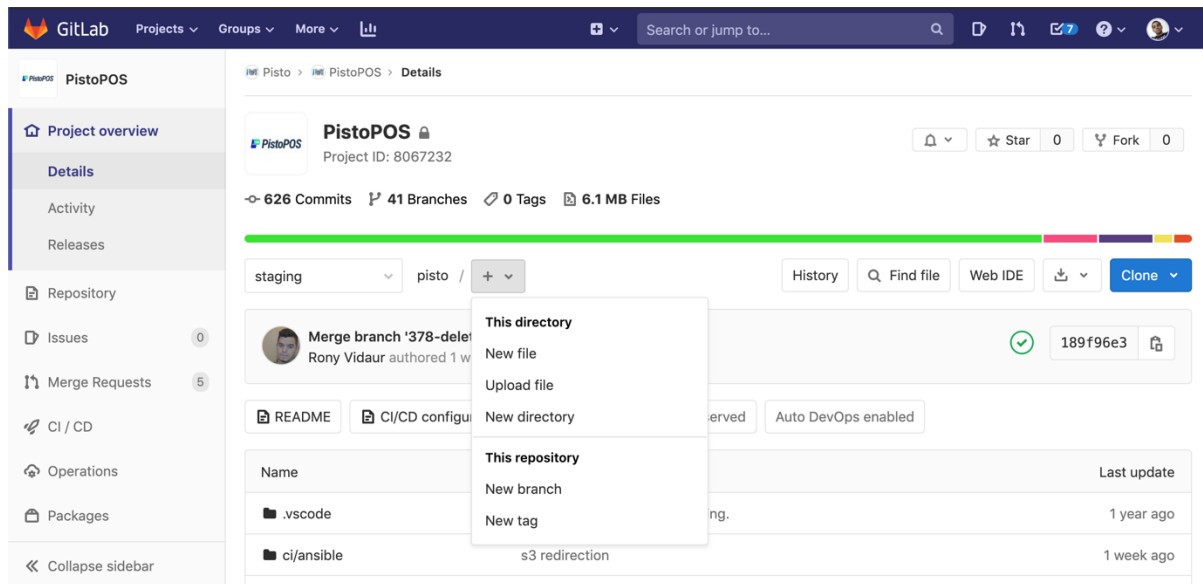 GitLab Projects Groups More Search or jump to... 7
PistoPOS PistoPOS
Pisto > PistoPOS > Details
Project overview
Details
Activity
Releases
Repository
Issues 0
Merge Requests 5
CI / CD
Operations
Packages
Collapse sidebar
PistoPOS
PistoPOS
Project ID: 8067232
Star 0 Fork 0
626 Commits 41 Branches 0 Tags 6.1 MB Files
staging pisto / + History Find file Web IDE Clone
This directory
New file
Upload file
New directory
This repository
New branch
New tag
Merge branch '378-delet
Rony Vidaur authored 1 w
189f96e3
README CI/CD configu erved Auto DevOps enabled
Name Last update
.vscode ng. 1 year ago
ci/ansible s3 redirection 1 week ago